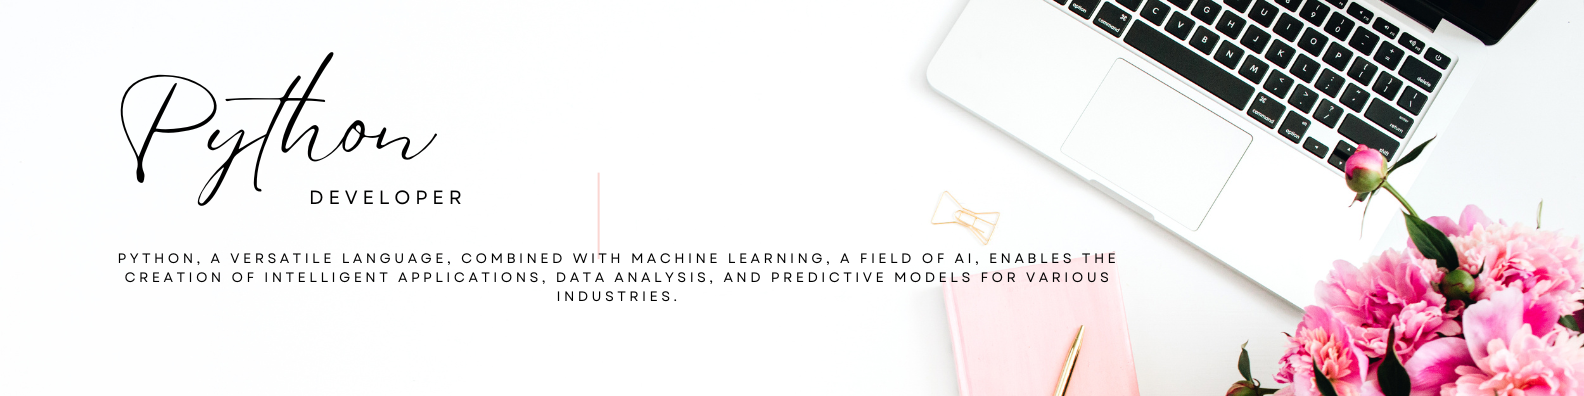 Python
DEVELOPER
PYTHON, A VERSATILE LANGUAGE, COMBINED WITH MACHINE LEARNING, A FIELD OF AI, ENABLES THE
CREATION OF INTELLIGENT APPLICATIONS, DATA ANALYSIS, AND PREDICTIVE MODELS FOR VARIOUS
INDUSTRIES.